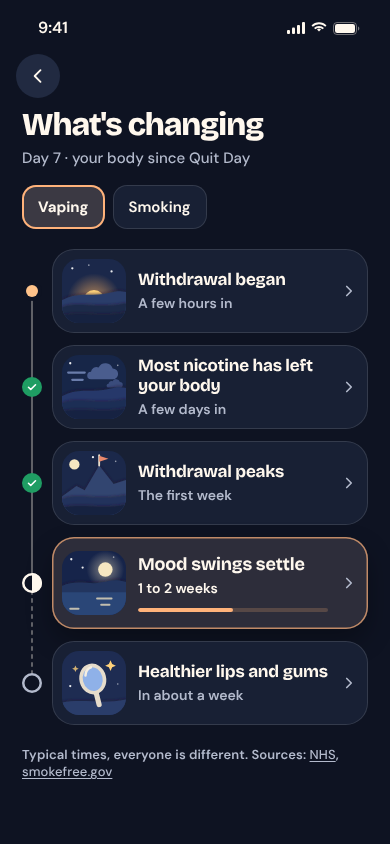 9:41
What's changing
Day 7 · your body since Quit Day
Vaping
Smoking
Withdrawal began
A few hours in
Most nicotine has left
your body
A few days in
Withdrawal peaks
The first week
Mood swings settle
1 to 2 weeks
Healthier lips and gums
In about a week
Typical times, everyone is different. Sources: NHS,
smokefree.gov